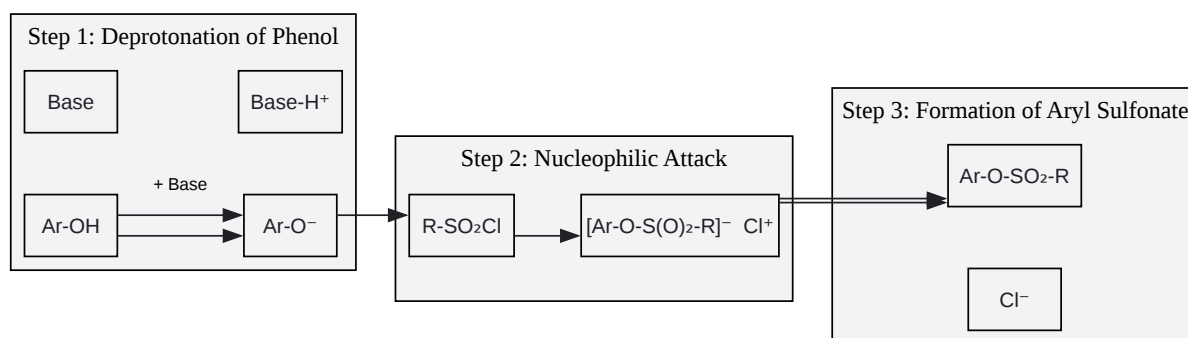 Step 1: Deprotonation of Phenol
Base
Base-H⁺
+ Base
Ar-OH
Ar-O⁻
Step 2: Nucleophilic Attack
R-SO₂Cl
[Ar-O-S(O)₂-R]⁻ Cl⁺
Step 3: Formation of Aryl Sulfonate
Ar-O-SO₂-R
Cl⁻